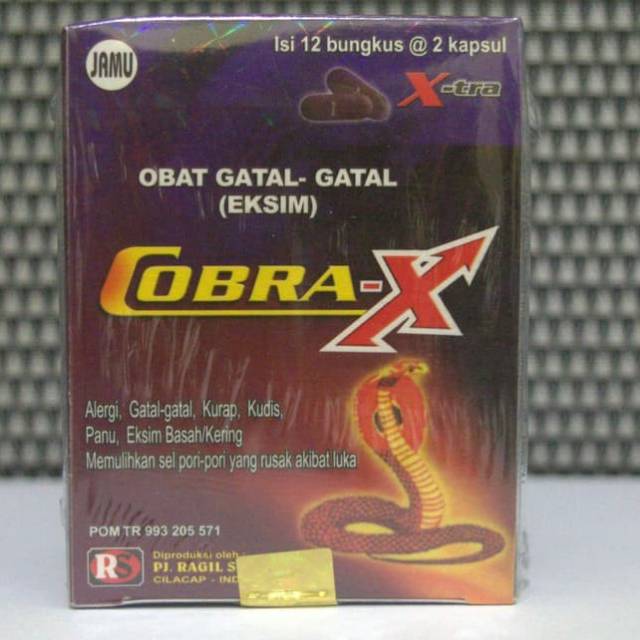 JAMU
Isi 12 bungkus @ 2 kapsul
X-tra
OBAT GATAL- GATAL
(EKSIM)
COBRA-X
Alergi, Gatal-gatal, Kurap, Kudis,
Panu, Eksim Basah/Kering
Memulihkan sel pori-pori yang rusak akibat luka
POM TR 993 205 571
RS
Diproduksi oleh :
PJ. RAGIL
CILACAP -